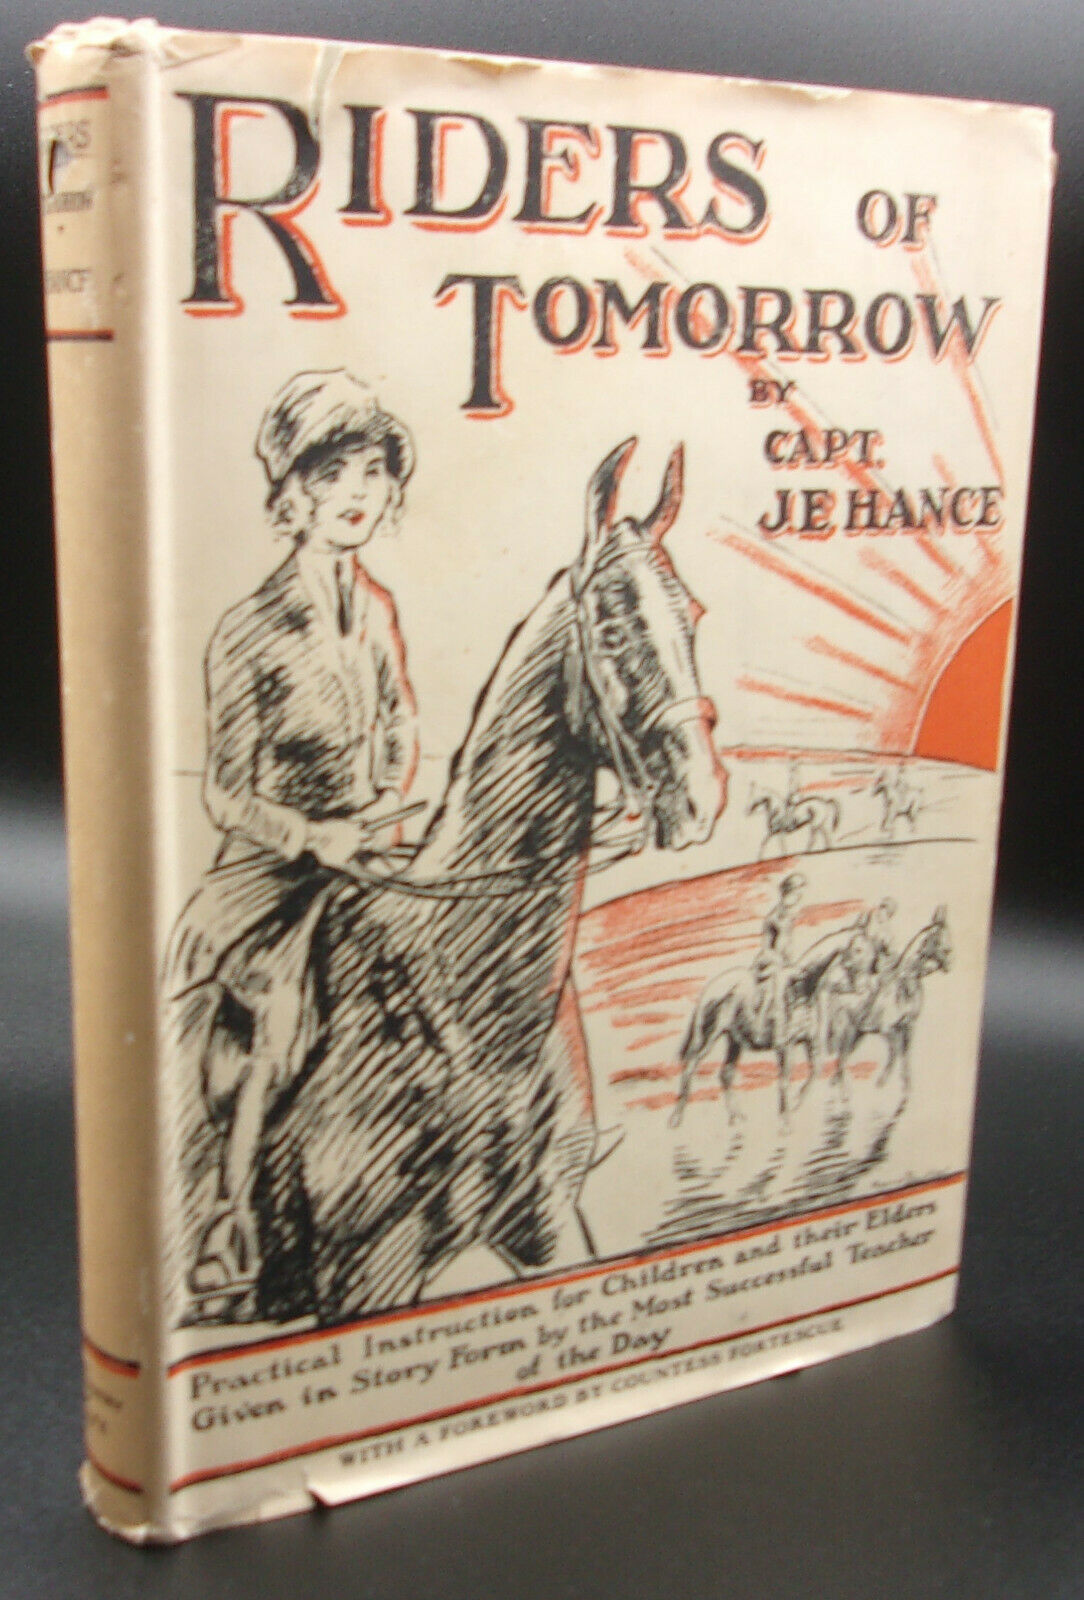 RIDERS
OF
TOMORROW
BY
CAPT.
J.E HANCE
Practical Instruction for Children and their Elders
Given in Story Form by the Most Successful Teacher
of the Day
WITH A FOREWORD BY COUNTESS FORTESCUE